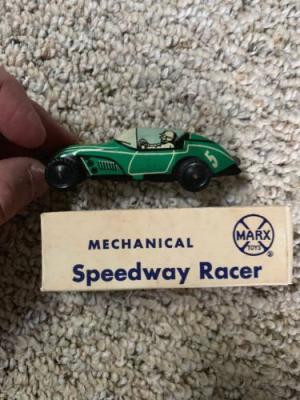 5
MARX
TOYS
®
MECHANICAL
Speedway Racer